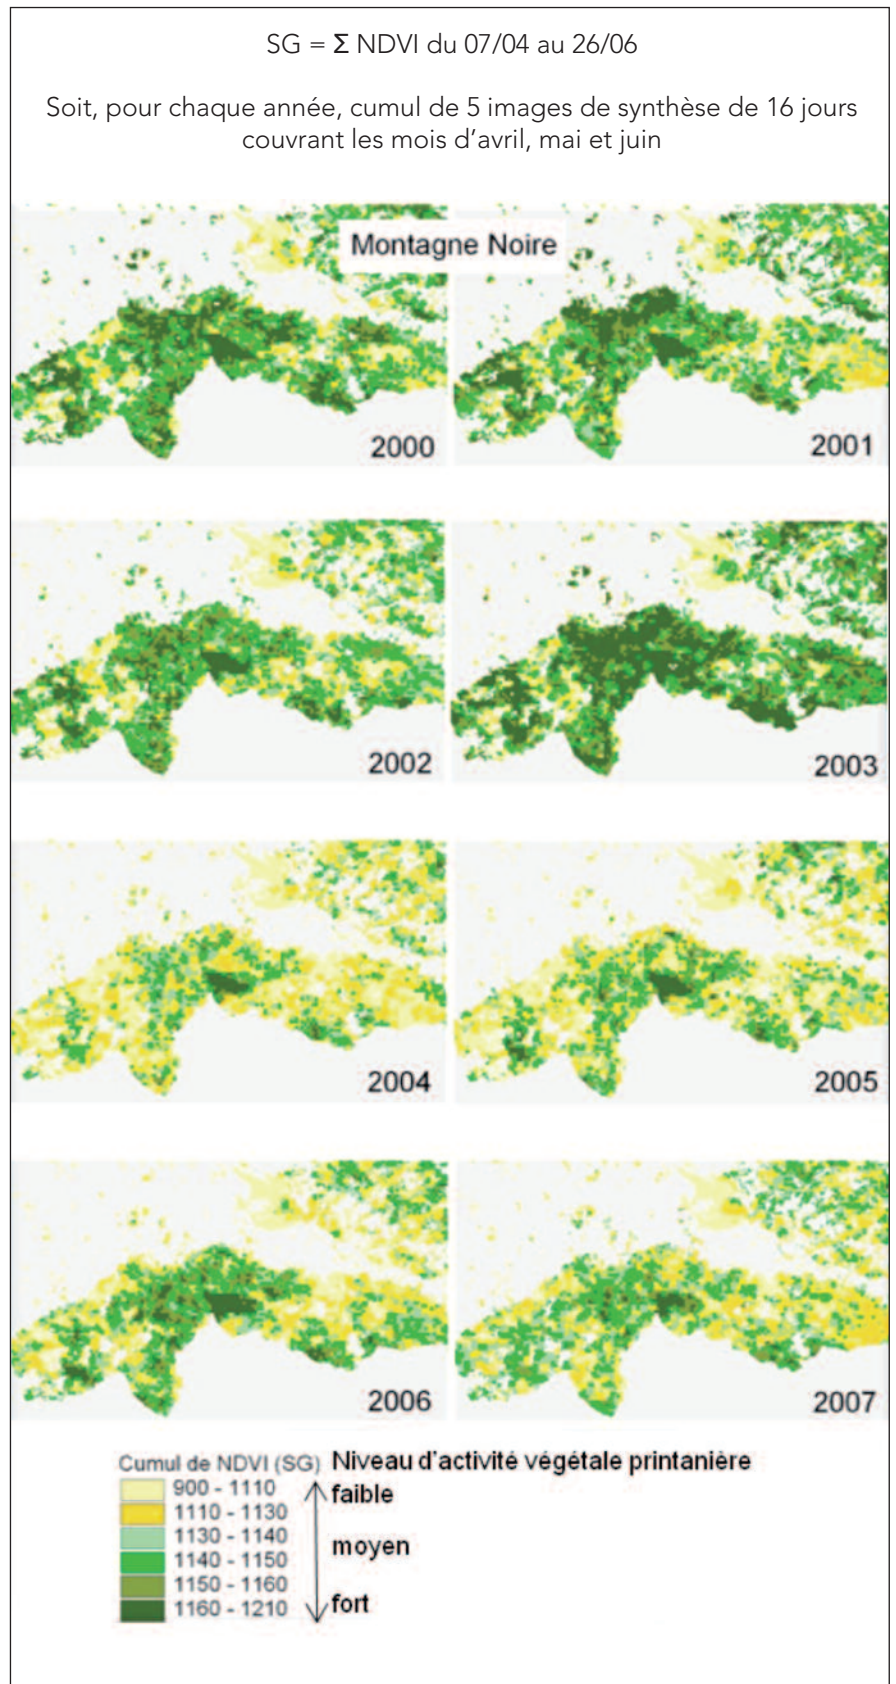 SG = Σ NDVI du 07/04 au 26/06
Soit, pour chaque année, cumul de 5 images de synthèse de 16 jours
couvrant les mois d'avril, mai et juin
Montagne Noire
2000
2001
2002
2003
2004
2005
2006
2007
Cumul de NDVI (SG) Niveau d'activité végétale printanière
900 - 1110 faible
1110 - 1130
1130 - 1140 moyen
1140 - 1150
1150 - 1160
1160 - 1210 fort